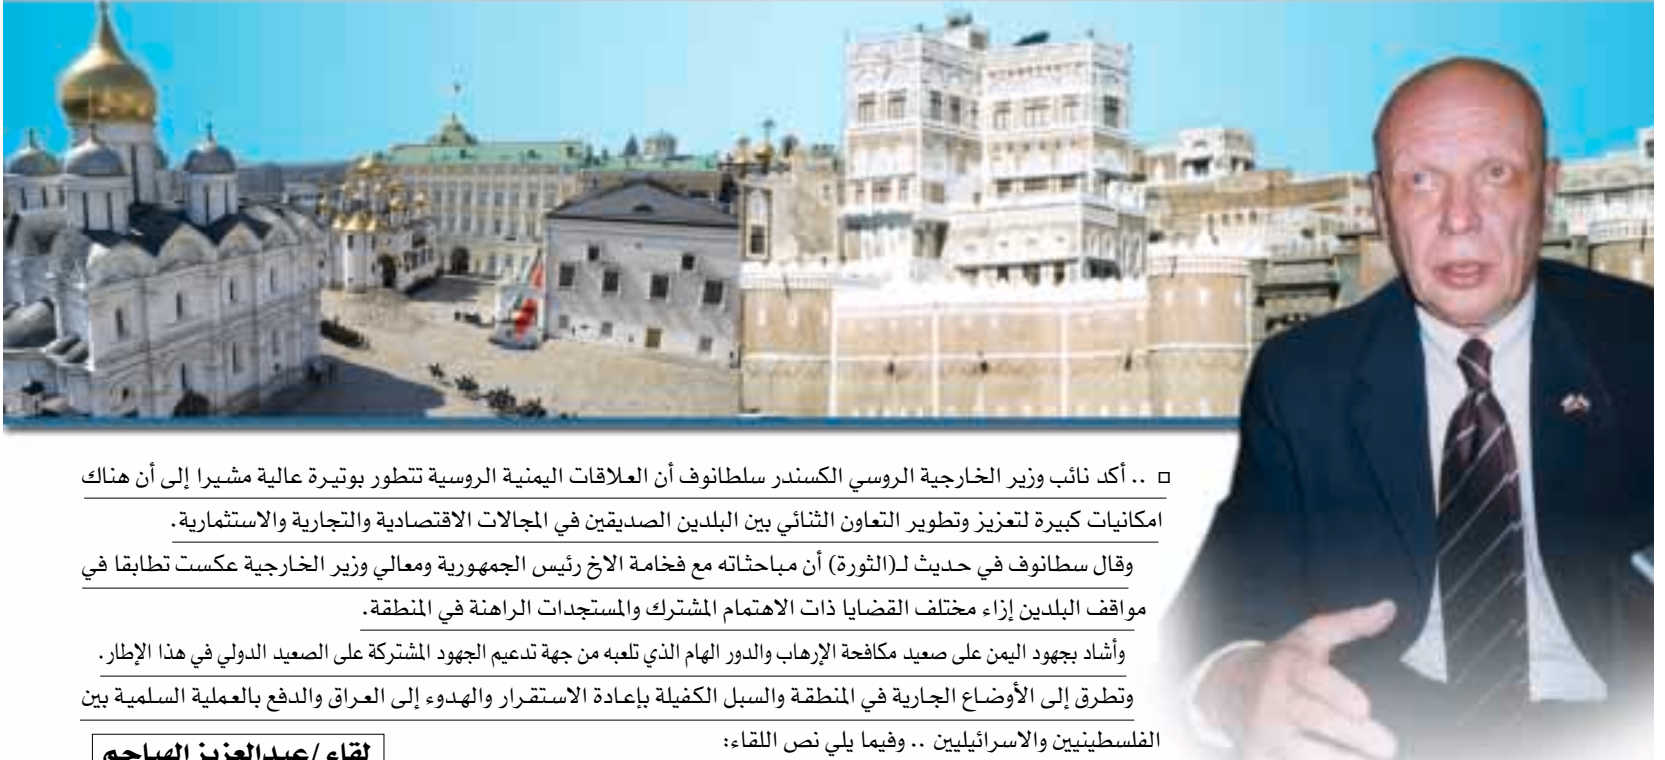 .. أكد نائب وزير الخارجية الروسي الكسندر سلطانوف أن العلاقات اليمنية الروسية تتطور بوتيرة عالية مشيرا إلى أن هناك
امكانيات كبيرة لتعزيز وتطوير التعاون الثنائي بين البلدين الصديقين في المجالات الاقتصادية والتجارية والاستثمارية.
وقال سطانوف في حديث لـ(الثورة) أن مباحثاته مع فخامة الاخ رئيس الجمهورية ومعالي وزير الخارجية عكست تطابقا في
مواقف البلدين إزاء مختلف القضايا ذات الاهتمام المشترك والمستجدات الراهنة في المنطقة.
وأشاد بجهود اليمن على صعيد مكافحة الإرهاب والدور الهام الذي تلعبه من جهة تدعيم الجهود المشتركة على الصعيد الدولي في هذا الإطار.
وتطرق إلى الأوضاع الجارية في المنطقة والسبل الكفيلة بإعادة الاستقرار والهدوء إلى العراق والدفع بالعملية السلمية بين
الفلسطينيين والاسرائيليين .. وفيما يلي نص اللقاء:
لقاء /عبدالعزيز الهياجم